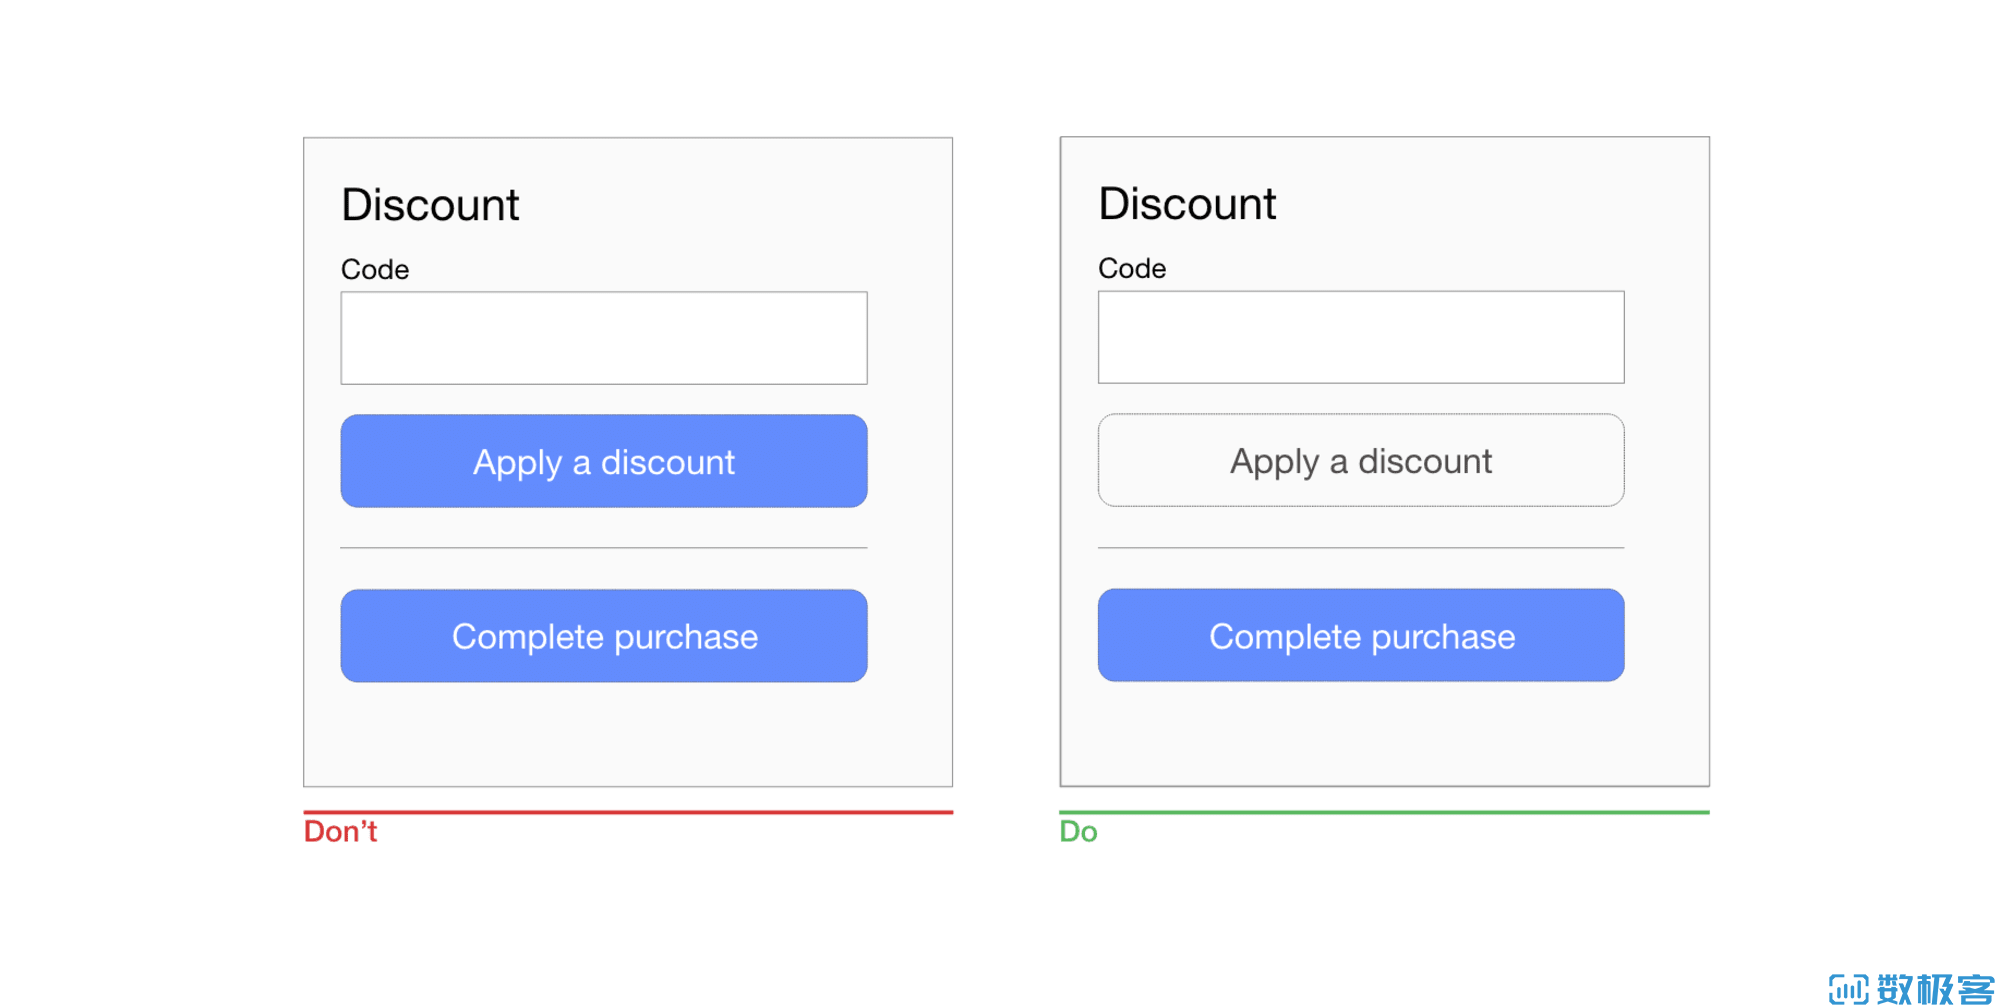 Discount
Code
Apply a discount
Complete purchase
Don’t
Discount
Code
Apply a discount
Complete purchase
Do
数极客